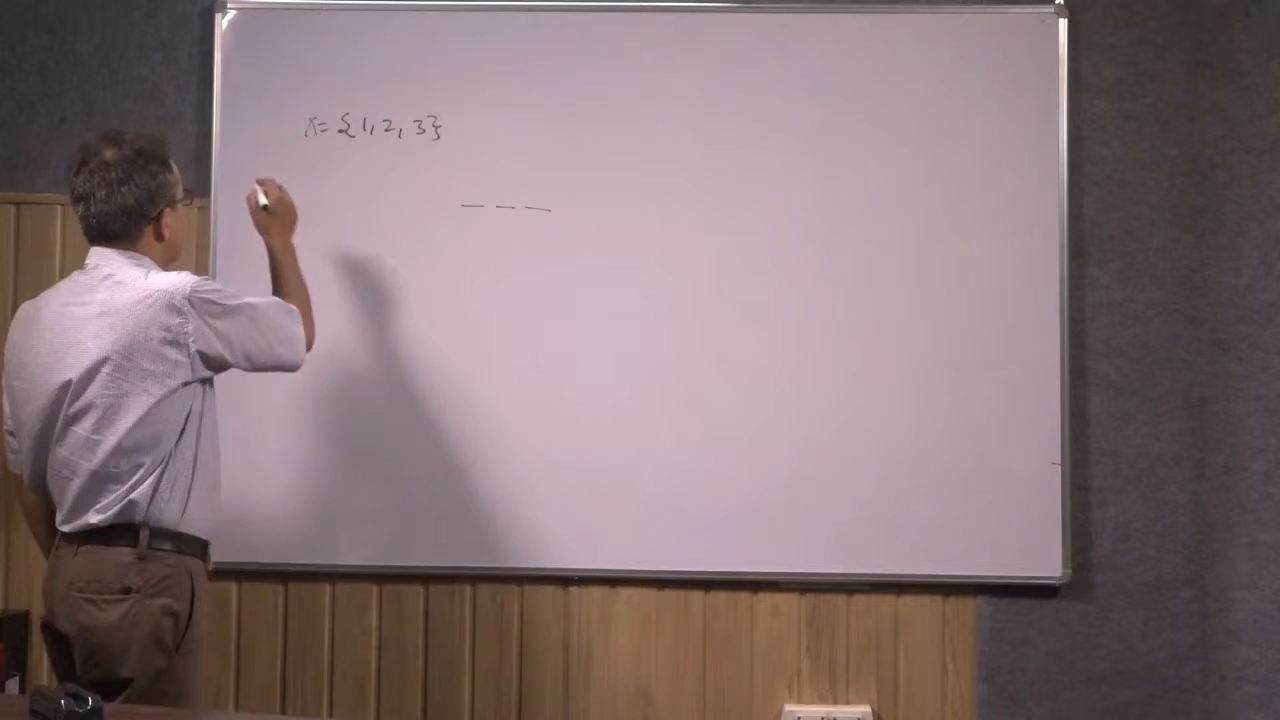 X = {1, 2, 3}
_ _ _